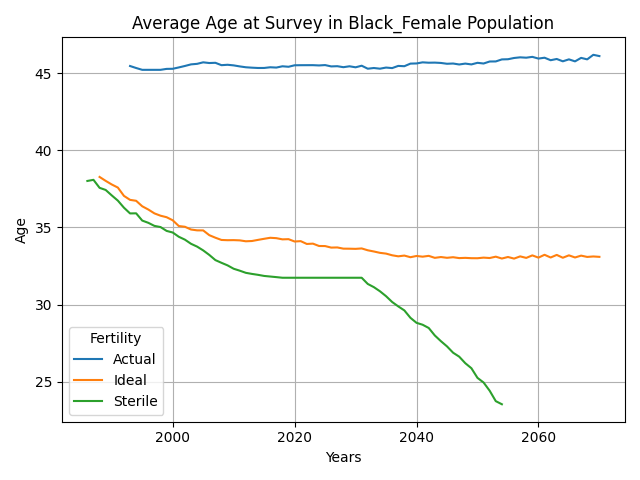 Average Age at Survey in Black_Female Population
Age
45
40
35
30
25
Fertility
Actual
Ideal
Sterile
2000
2020
2040
2060
Years